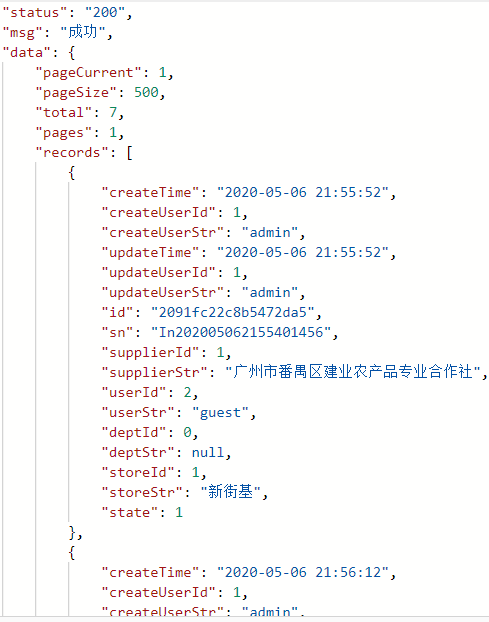 "status": "200",
"msg": "成功",
"data": {
"pageCurrent": 1,
"pageSize": 500,
"total": 7,
"pages": 1,
"records": [
{
"createTime": "2020-05-06 21:55:52",
"createUserId": 1,
"createUserStr": "admin",
"updateTime": "2020-05-06 21:55:52",
"updateUserId": 1,
"updateUserStr": "admin",
"id": "2091fc22c8b5472da5",
"sn": "In202005062155401456",
"supplierId": 1,
"supplierStr": "广州市番禺区建业农产品专业合作社",
"userId": 2,
"userStr": "guest",
"deptId": 0,
"deptStr": null,
"storeId": 1,
"storeStr": "新街基",
"state": 1
},
{
"createTime": "2020-05-06 21:56:12",
"createUserId": 1,
"createUserStr": "admin",